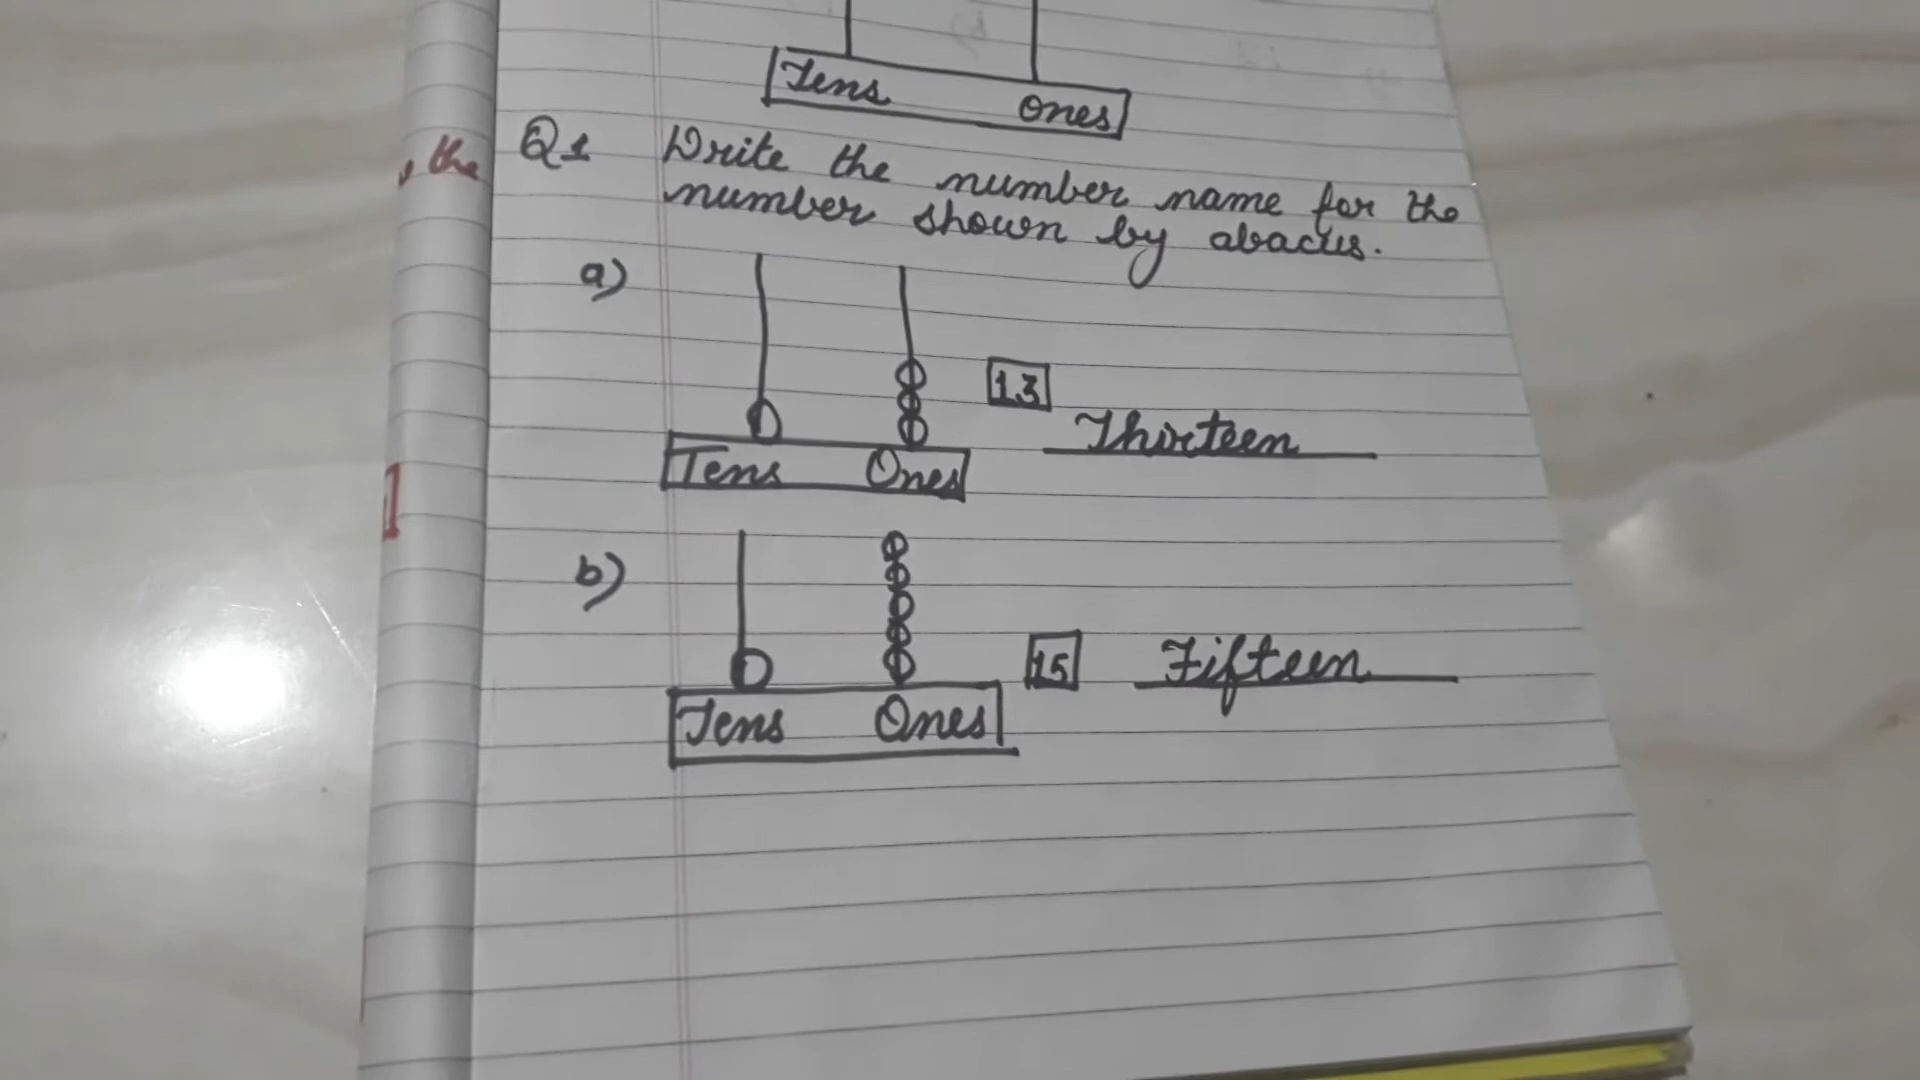 Tens Ones
the
Q1 Write the number name for the
number shown by abacus.
a)
13
Thirteen
Tens Ones
b)
15 Fifteen
Tens Ones